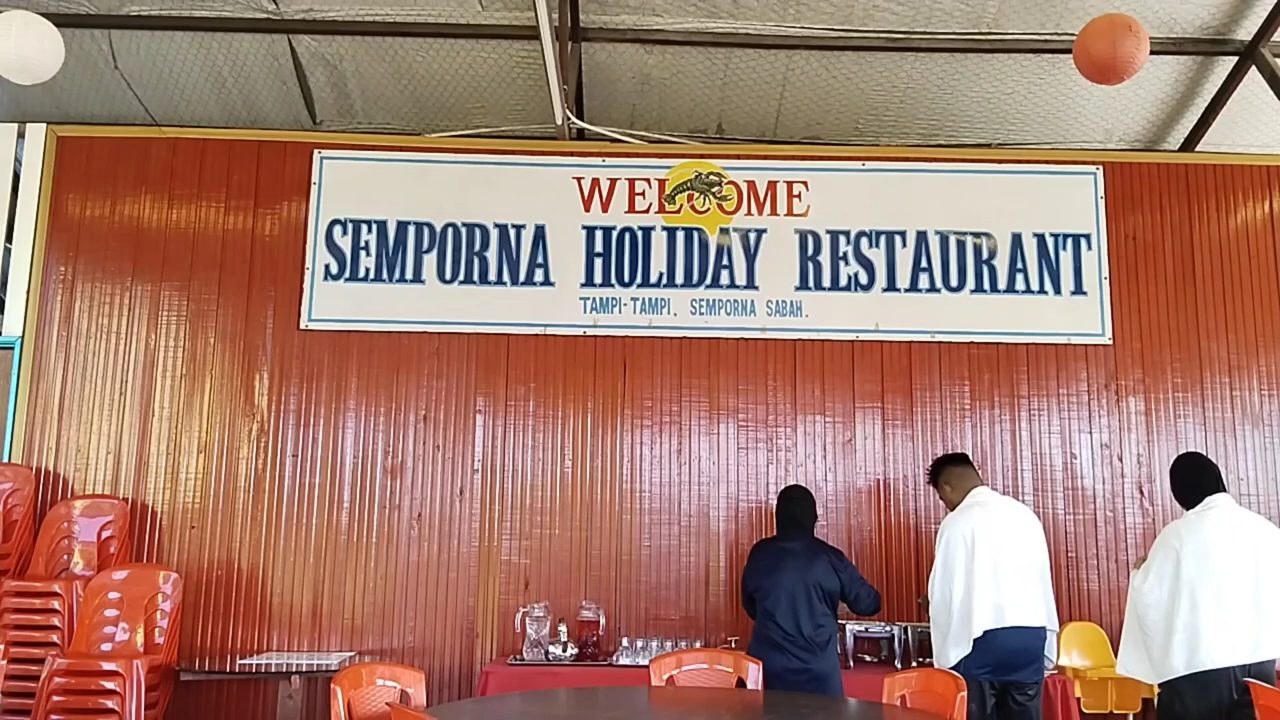 WELCOME
SEMPORNA HOLIDAY RESTAURANT
TAMPI-TAMPI, SEMPORNA SABAH.